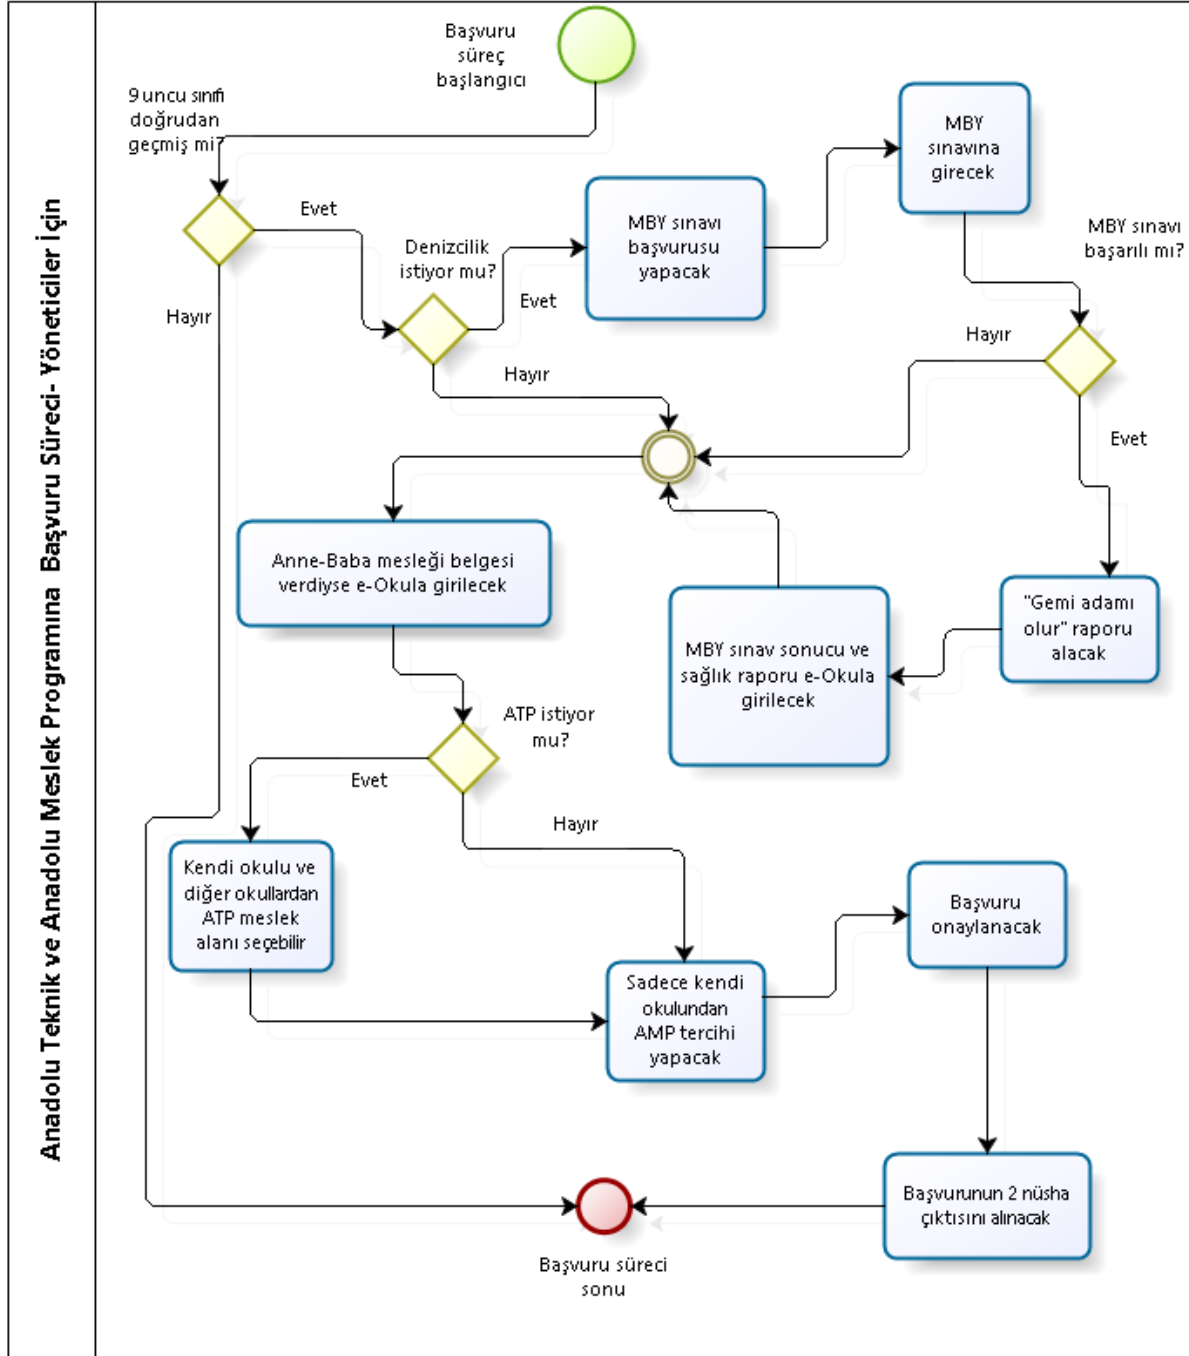 Anadolu Teknik ve Anadolu Meslek Programına Başvuru Süreci- Yöneticiler İçin
Başvuru
süreç
başlangıcı
9 uncu sınıfı
doğrudan
geçmiş mi?
Evet
Hayır
Denizcilik
istiyor mu?
Evet
Hayır
MBY sınavı
başvurusu
yapacak
MBY
sınavına
girecek
MBY sınavı
başarılı mı?
Hayır
Evet
Anne-Baba mesleği belgesi
verdiyse e-Okula girilecek
"Gemi adamı
olur" raporu
alacak
MBY sınav sonucu ve
sağlık raporu e-Okula
girilecek
ATP istiyor
mu?
Evet
Hayır
Kendi okulu ve
diğer okullardan
ATP meslek
alanı seçebilir
Sadece kendi
okulundan
AMP tercihi
yapacak
Başvuru
onaylanacak
Başvurunun 2 nüsha
çıktısını alınacak
Başvuru süreci
sonu